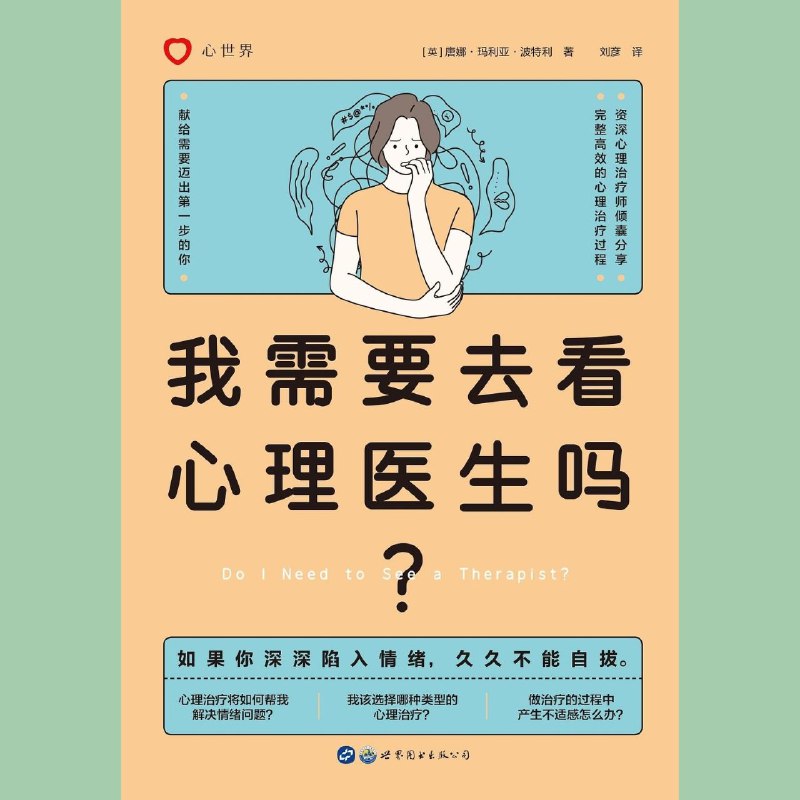 心世界
[英]唐娜·玛利亚·波特利 著 刘彦 译
献给需要迈出第一步的你
#$@*%
资深心理治疗师倾囊分享
完整高效的心理治疗过程
我需要去看
心理医生吗
?
Do I Need to See a Therapist?
如果你深深陷入情绪，久久不能自拔。
心理治疗将如何帮我
解决情绪问题？
我该选择哪种类型的
心理治疗？
做治疗的过程中
产生不适感怎么办？
世界图书出版公司